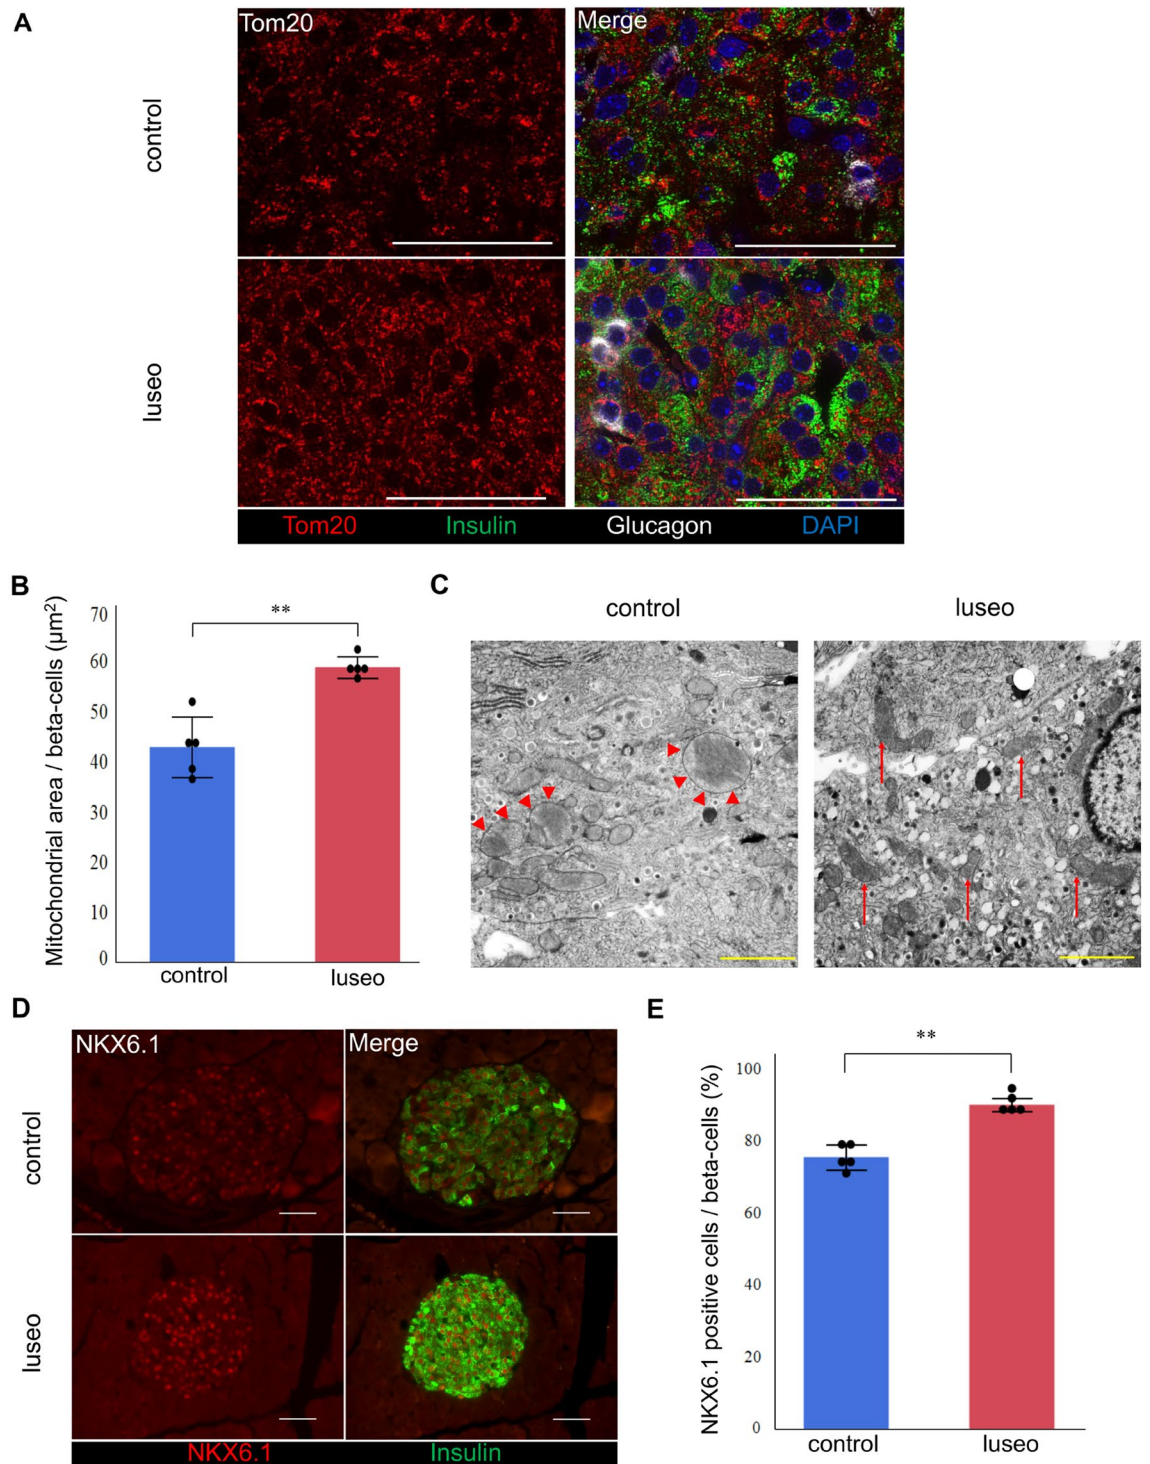 A
Tom20
Merge
control
luseo
Tom20 Insulin Glucagon DAPI
B
Mitochondrial area / beta-cells (μm²)
70
60
50
40
30
20
10
0
**
control luseo
C
control luseo
D
NKX6.1
Merge
control
luseo
NKX6.1 Insulin
E
NKX6.1 positive cells / beta-cells (%)
100
80
60
40
20
0
**
control luseo